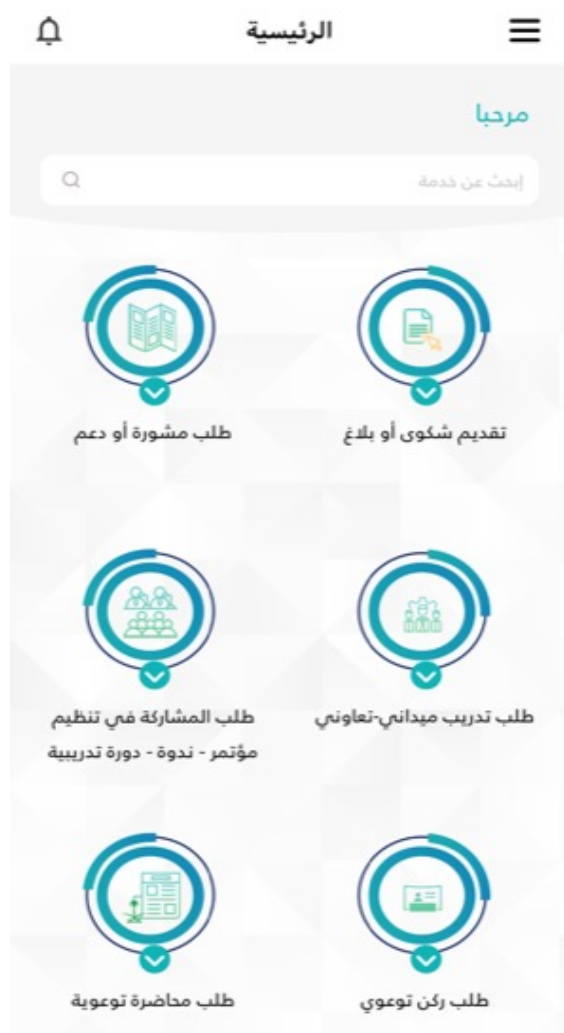 الرئيسية
مرحبا
إبحث عن خدمة
تقديم شكوى أو بلاغ
طلب مشورة أو دعم
طلب تدريب ميداني-تعاوني
طلب المشاركة في تنظيم
مؤتمر - ندوة - دورة تدريبية
طلب ركن توعوي
طلب محاضرة توعوية